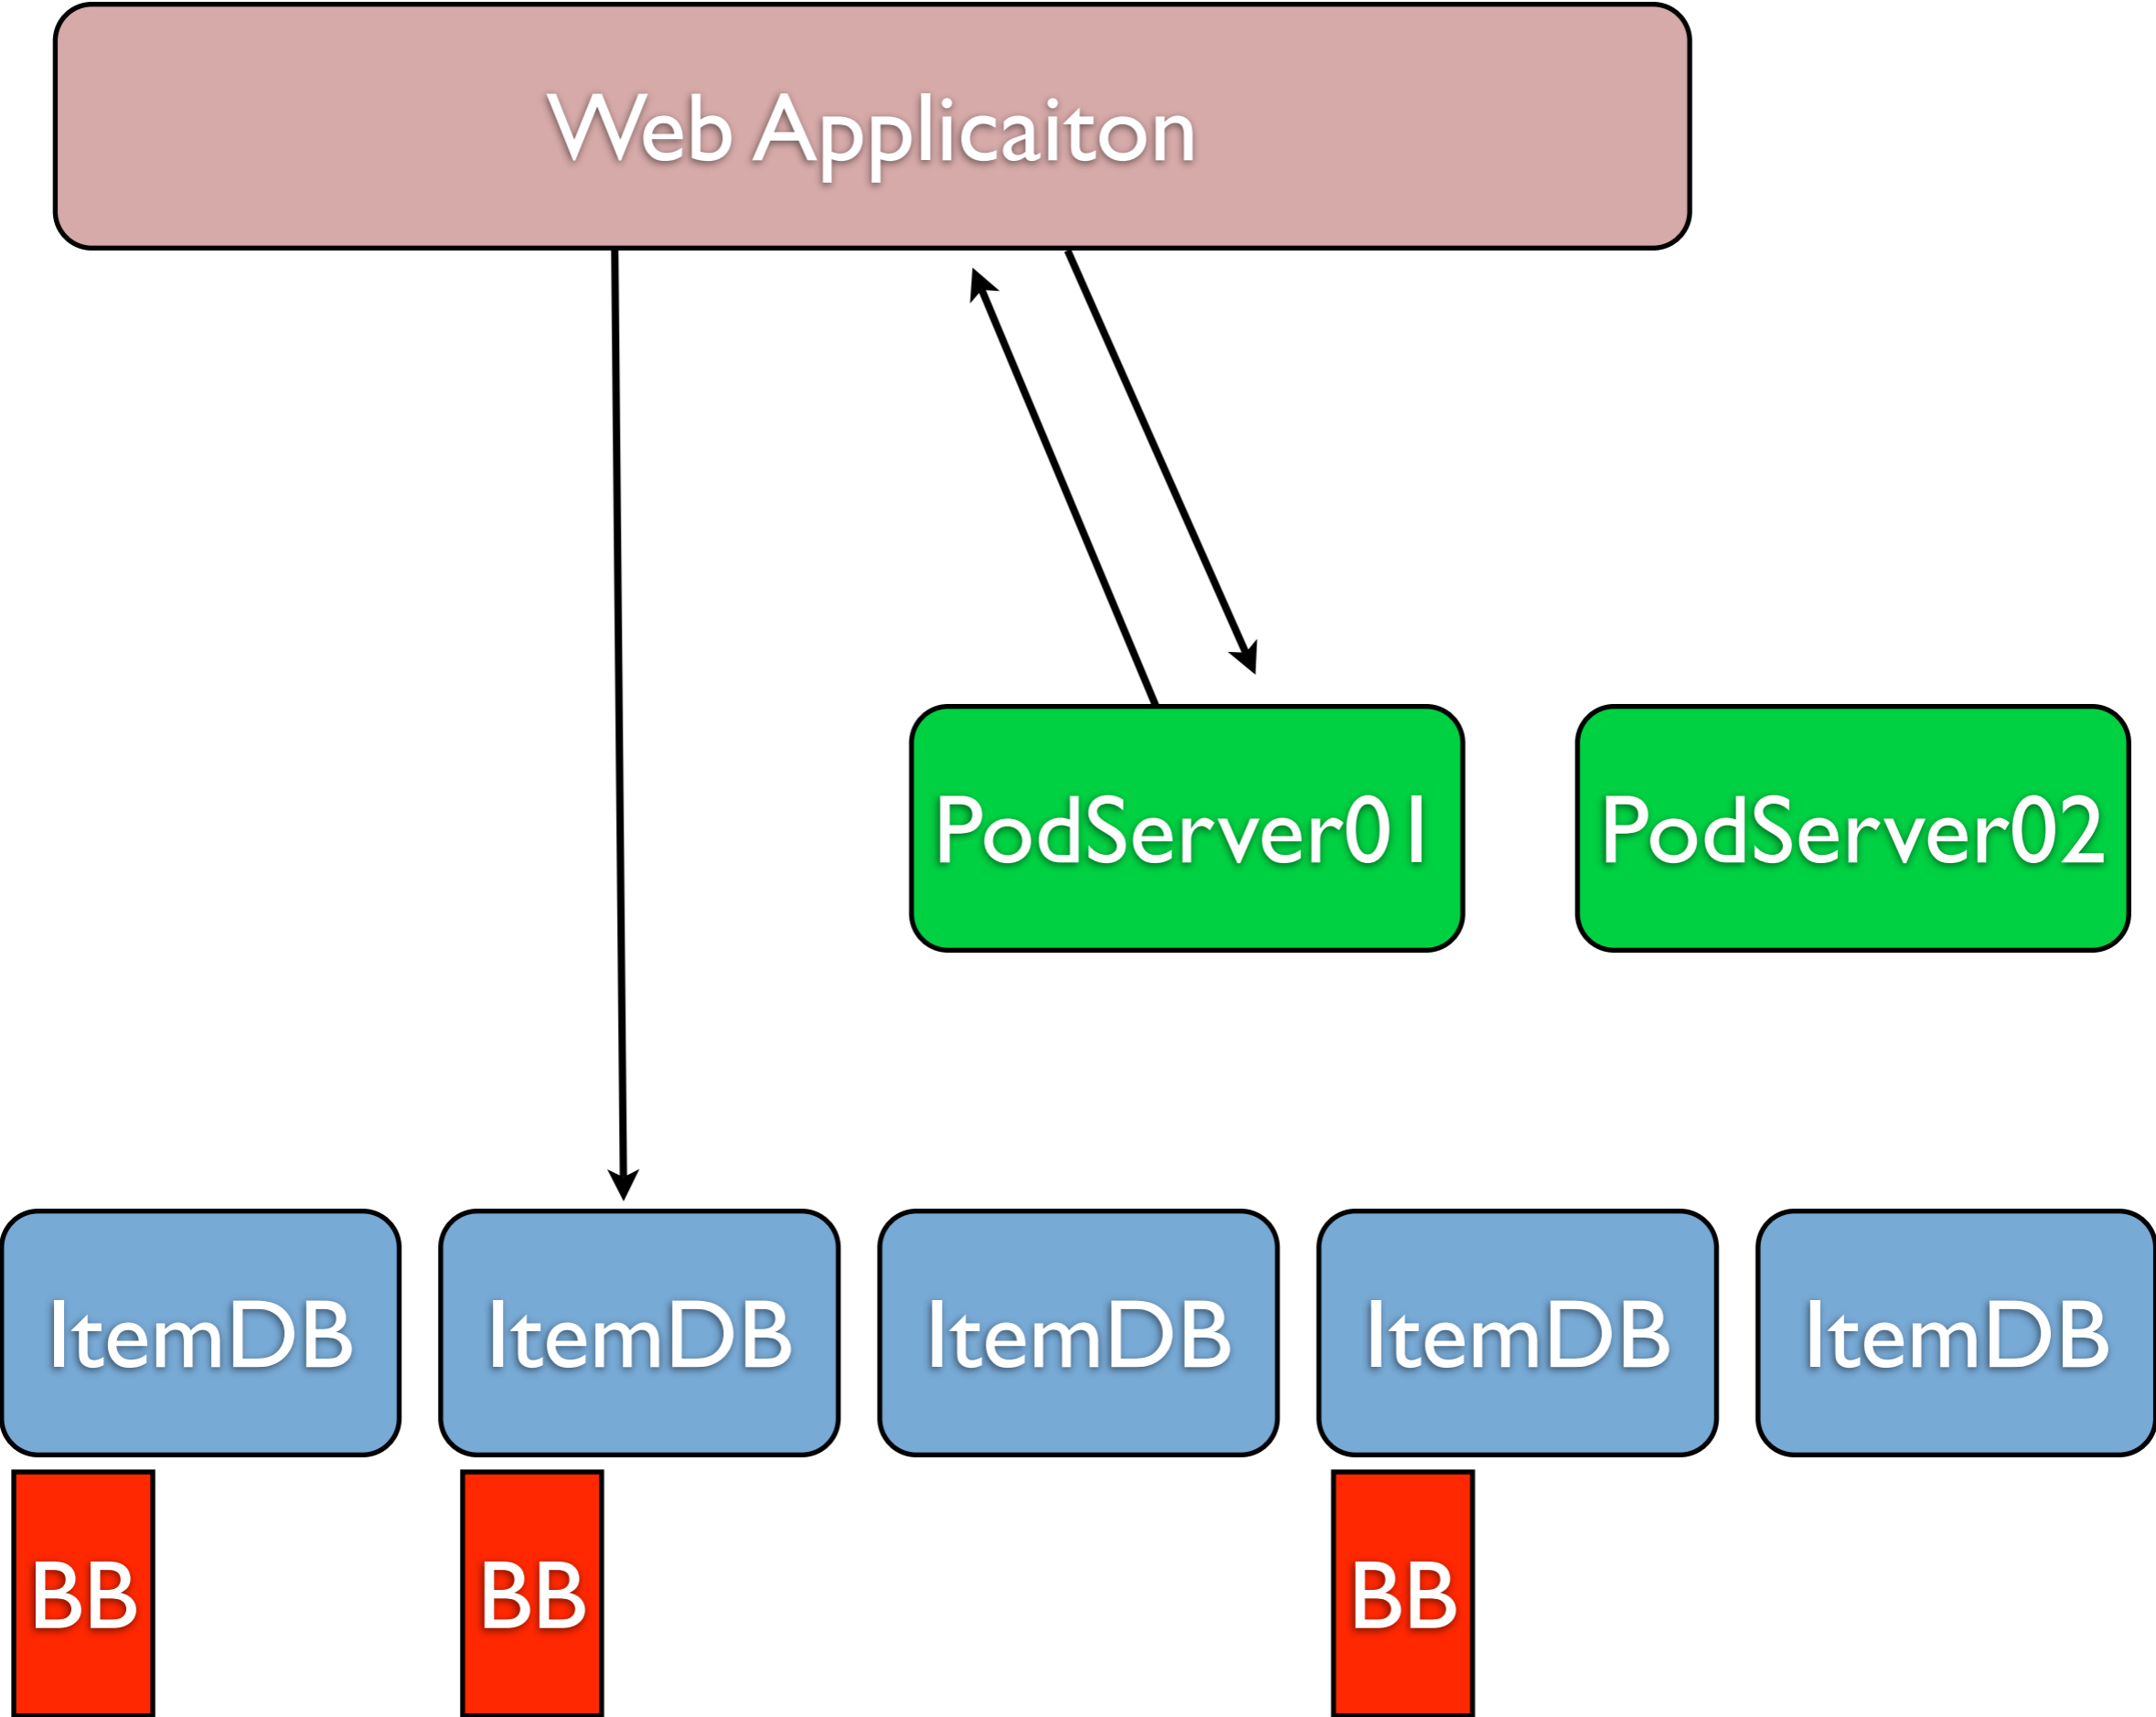 Web Applicaiton
PodServer01
PodServer02
ItemDB
ItemDB
ItemDB
ItemDB
ItemDB
BB
BB
BB